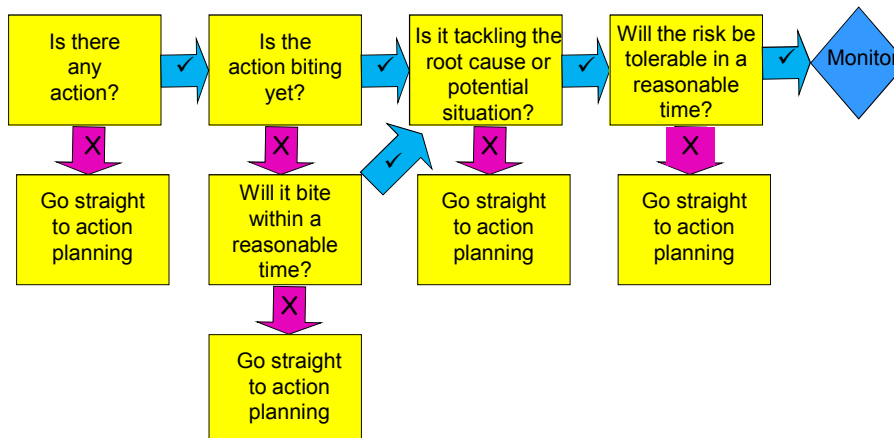 Is there
any
action?
✓
Is the
action biting
yet?
✓
Is it tackling the
root cause or
potential
situation?
✓
Will the risk be
tolerable in a
reasonable
time?
✓
Monitor
X
X
X
X
Go straight
to action
planning
Will it bite
within a
reasonable
time?
✓
Go straight
to action
planning
Go straight
to action
planning
X
Go straight
to action
planning